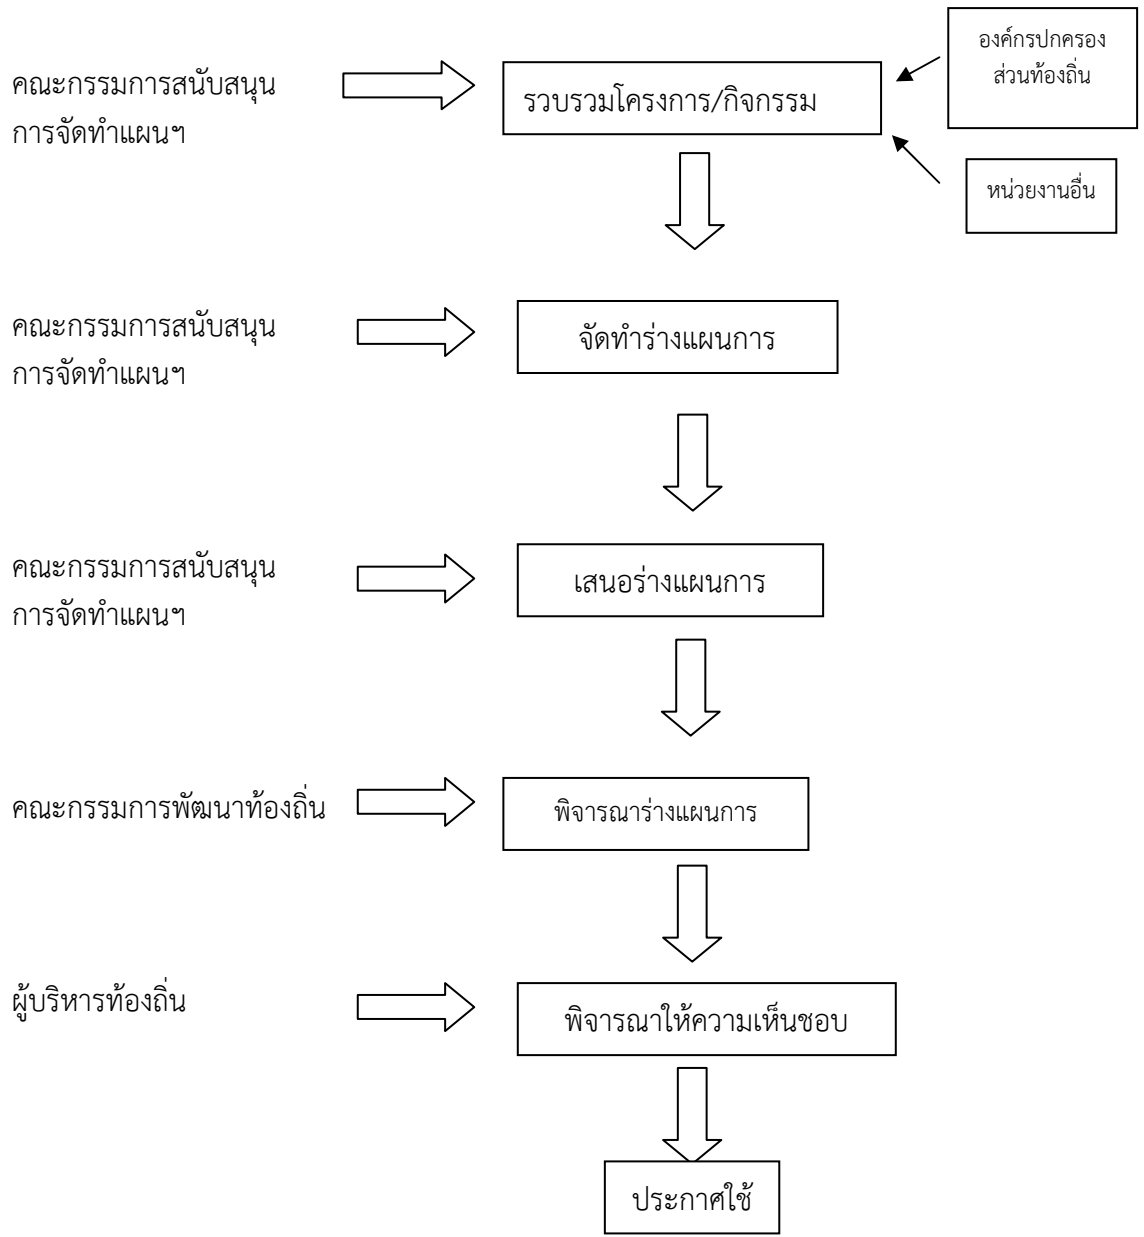 องค์กรปกครอง
ส่วนท้องถิ่น
คณะกรรมการสนับสนุน
การจัดทำแผนฯ
รวบรวมโครงการ/กิจกรรม
หน่วยงานอื่น
คณะกรรมการสนับสนุน
การจัดทำแผนฯ
จัดทำร่างแผนการ
คณะกรรมการสนับสนุน
การจัดทำแผนฯ
เสนอร่างแผนการ
คณะกรรมการพัฒนาท้องถิ่น
พิจารณาร่างแผนการ
ผู้บริหารท้องถิ่น
พิจารณาให้ความเห็นชอบ
ประกาศใช้